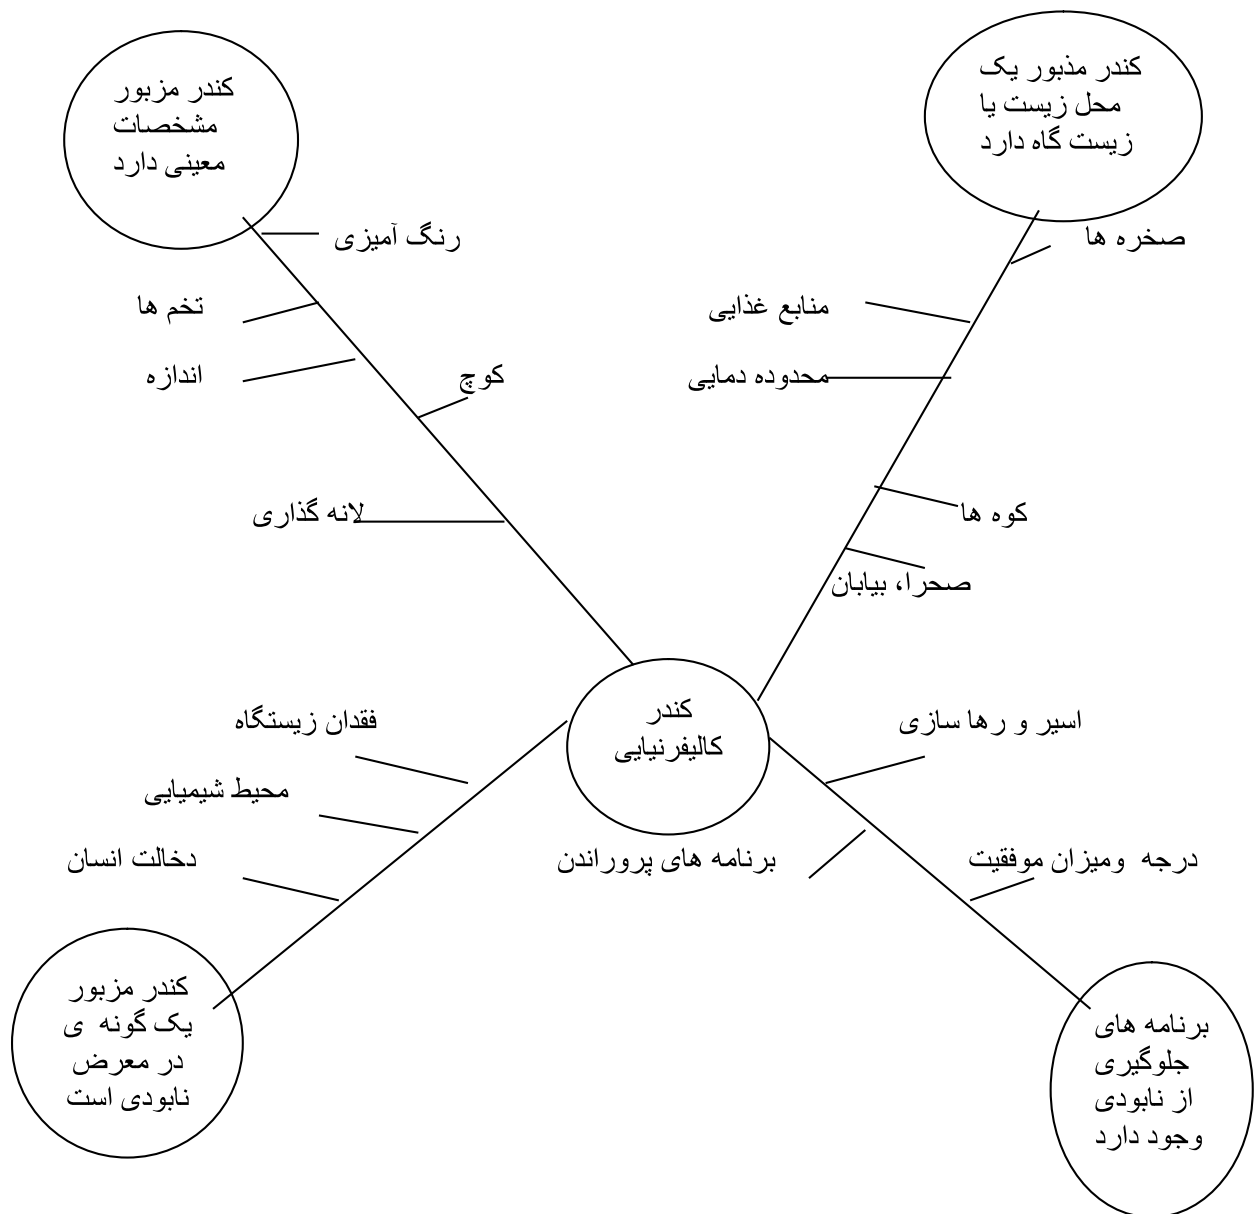 کندر مذبور یک
محل زیست یا
زیست گاه دارد
کندر مزبور
مشخصات
معینی دارد
صخره ها
رنگ آمیزی
منابع غذایی
تخم ها
محدوده دمایی
کوچ
اندازه
کوه ها
لانه گذاری
صحرا، بیابان
کندر
کالیفرنیایی
اسیر و رها سازی
فقدان زیستگاه
محیط شیمیایی
درجه ومیزان موفقیت
برنامه های پروراندن
دخالت انسان
برنامه های
جلوگیری
از نابودی
وجود دارد
کندر مزبور
یک گونه ی
در معرض
نابودی است